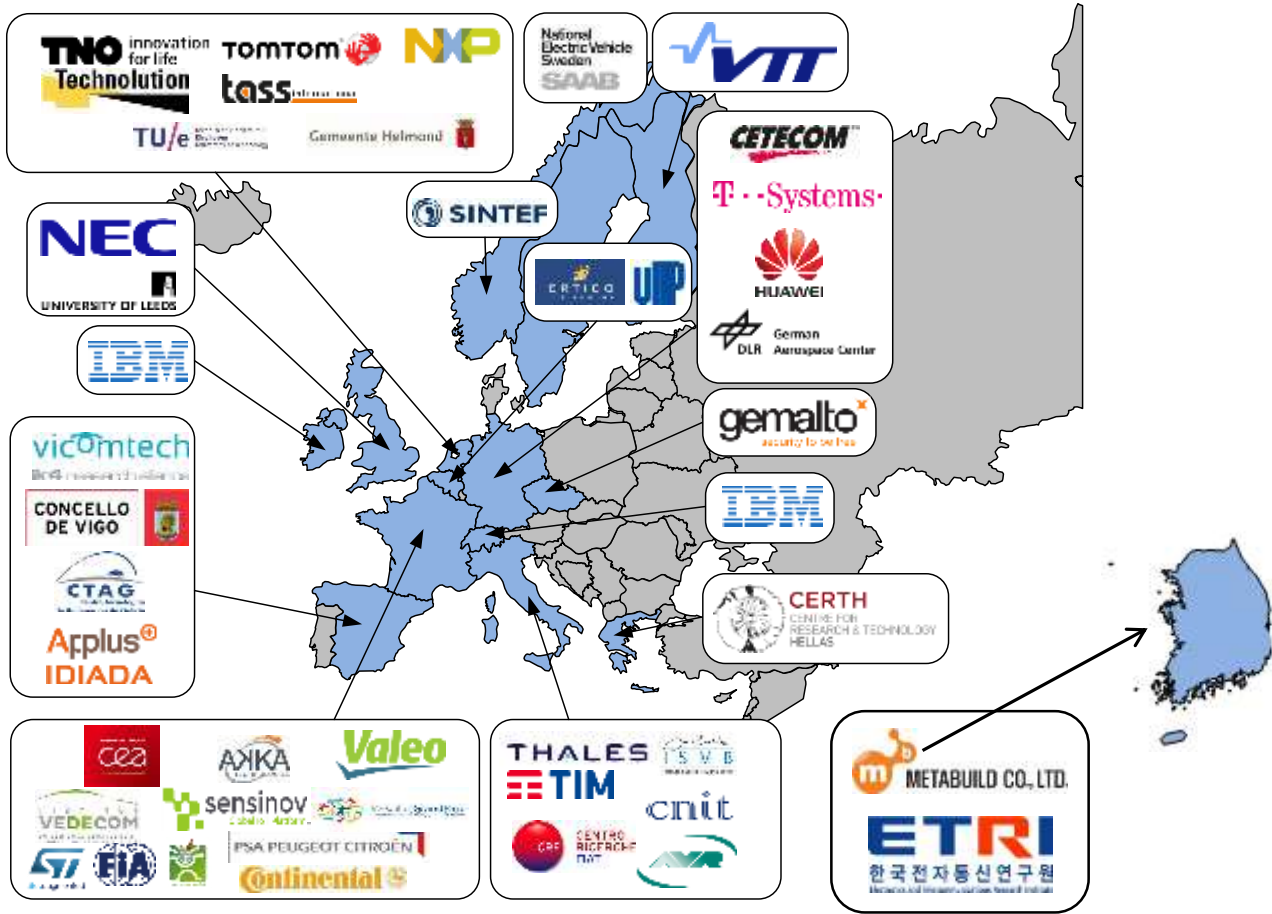 TNO innovation
for life
Technolution
TOMTOM
NXP
tass international
TU/e
Gemeente Helmond
National
Electric Vehicle
Sweden
SAAB
VTT
CETECOM
T··Systems·
HUAWEI
DLR
German
Aerospace Center
SINTEF
ERTICO
UITP
NEC
UNIVERSITY OF LEEDS
IBM
gemalto
security to be free
IBM
vicomtech
CONCELLO
DE VIGO
CTAG
Applus+
IDIADA
CERTH
CENTRE FOR
RESEARCH & TECHNOLOGY
HELLAS
cea
AKKA
Valeo
VEDECOM
sensinov
ST
FIA
PSA PEUGEOT CITROËN
Continental
THALES
ISMB
TIM
cnit
CRF
CENTRO
RICERCHE
FIAT
AVR
m
METABUILD CO., LTD.
ETRI
한국전자통신연구원